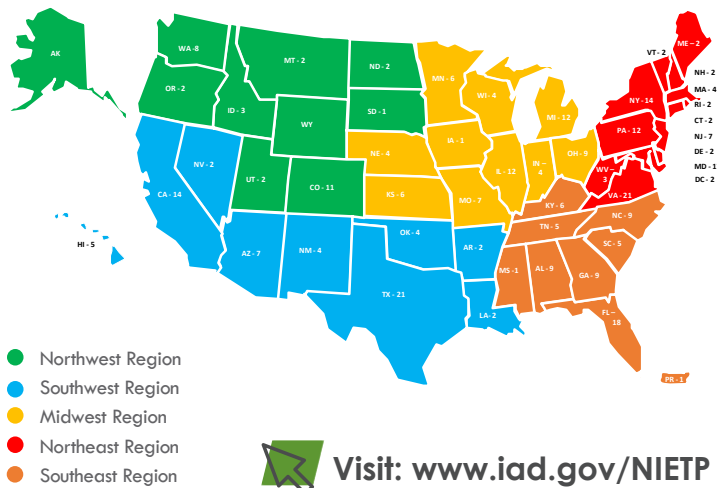 AK
WA -8
MT - 2
ND - 2
MN - 6
VT - 2
ME – 2
OR - 2
ID - 3
SD - 1
WI - 4
MI - 12
NY - 14
NH - 2
MA - 4
RI - 2
CT - 2
NJ - 7
DE - 2
MD - 1
DC - 2
WY
NE - 4
IA - 1
PA - 12
NV - 2
UT - 2
CO - 11
KS - 6
MO - 7
IL - 12
IN –
4
OH - 9
WV –
3
VA - 21
CA - 14
KY - 6
NC - 9
TN - 5
SC - 5
HI - 5
AZ - 7
NM - 4
OK - 4
AR - 2
MS - 1
AL - 9
GA - 9
TX - 21
LA- 2
FL –
18
PR - 1
Northwest Region
Southwest Region
Midwest Region
Northeast Region
Southeast Region
Visit: www.iad.gov/NIETP